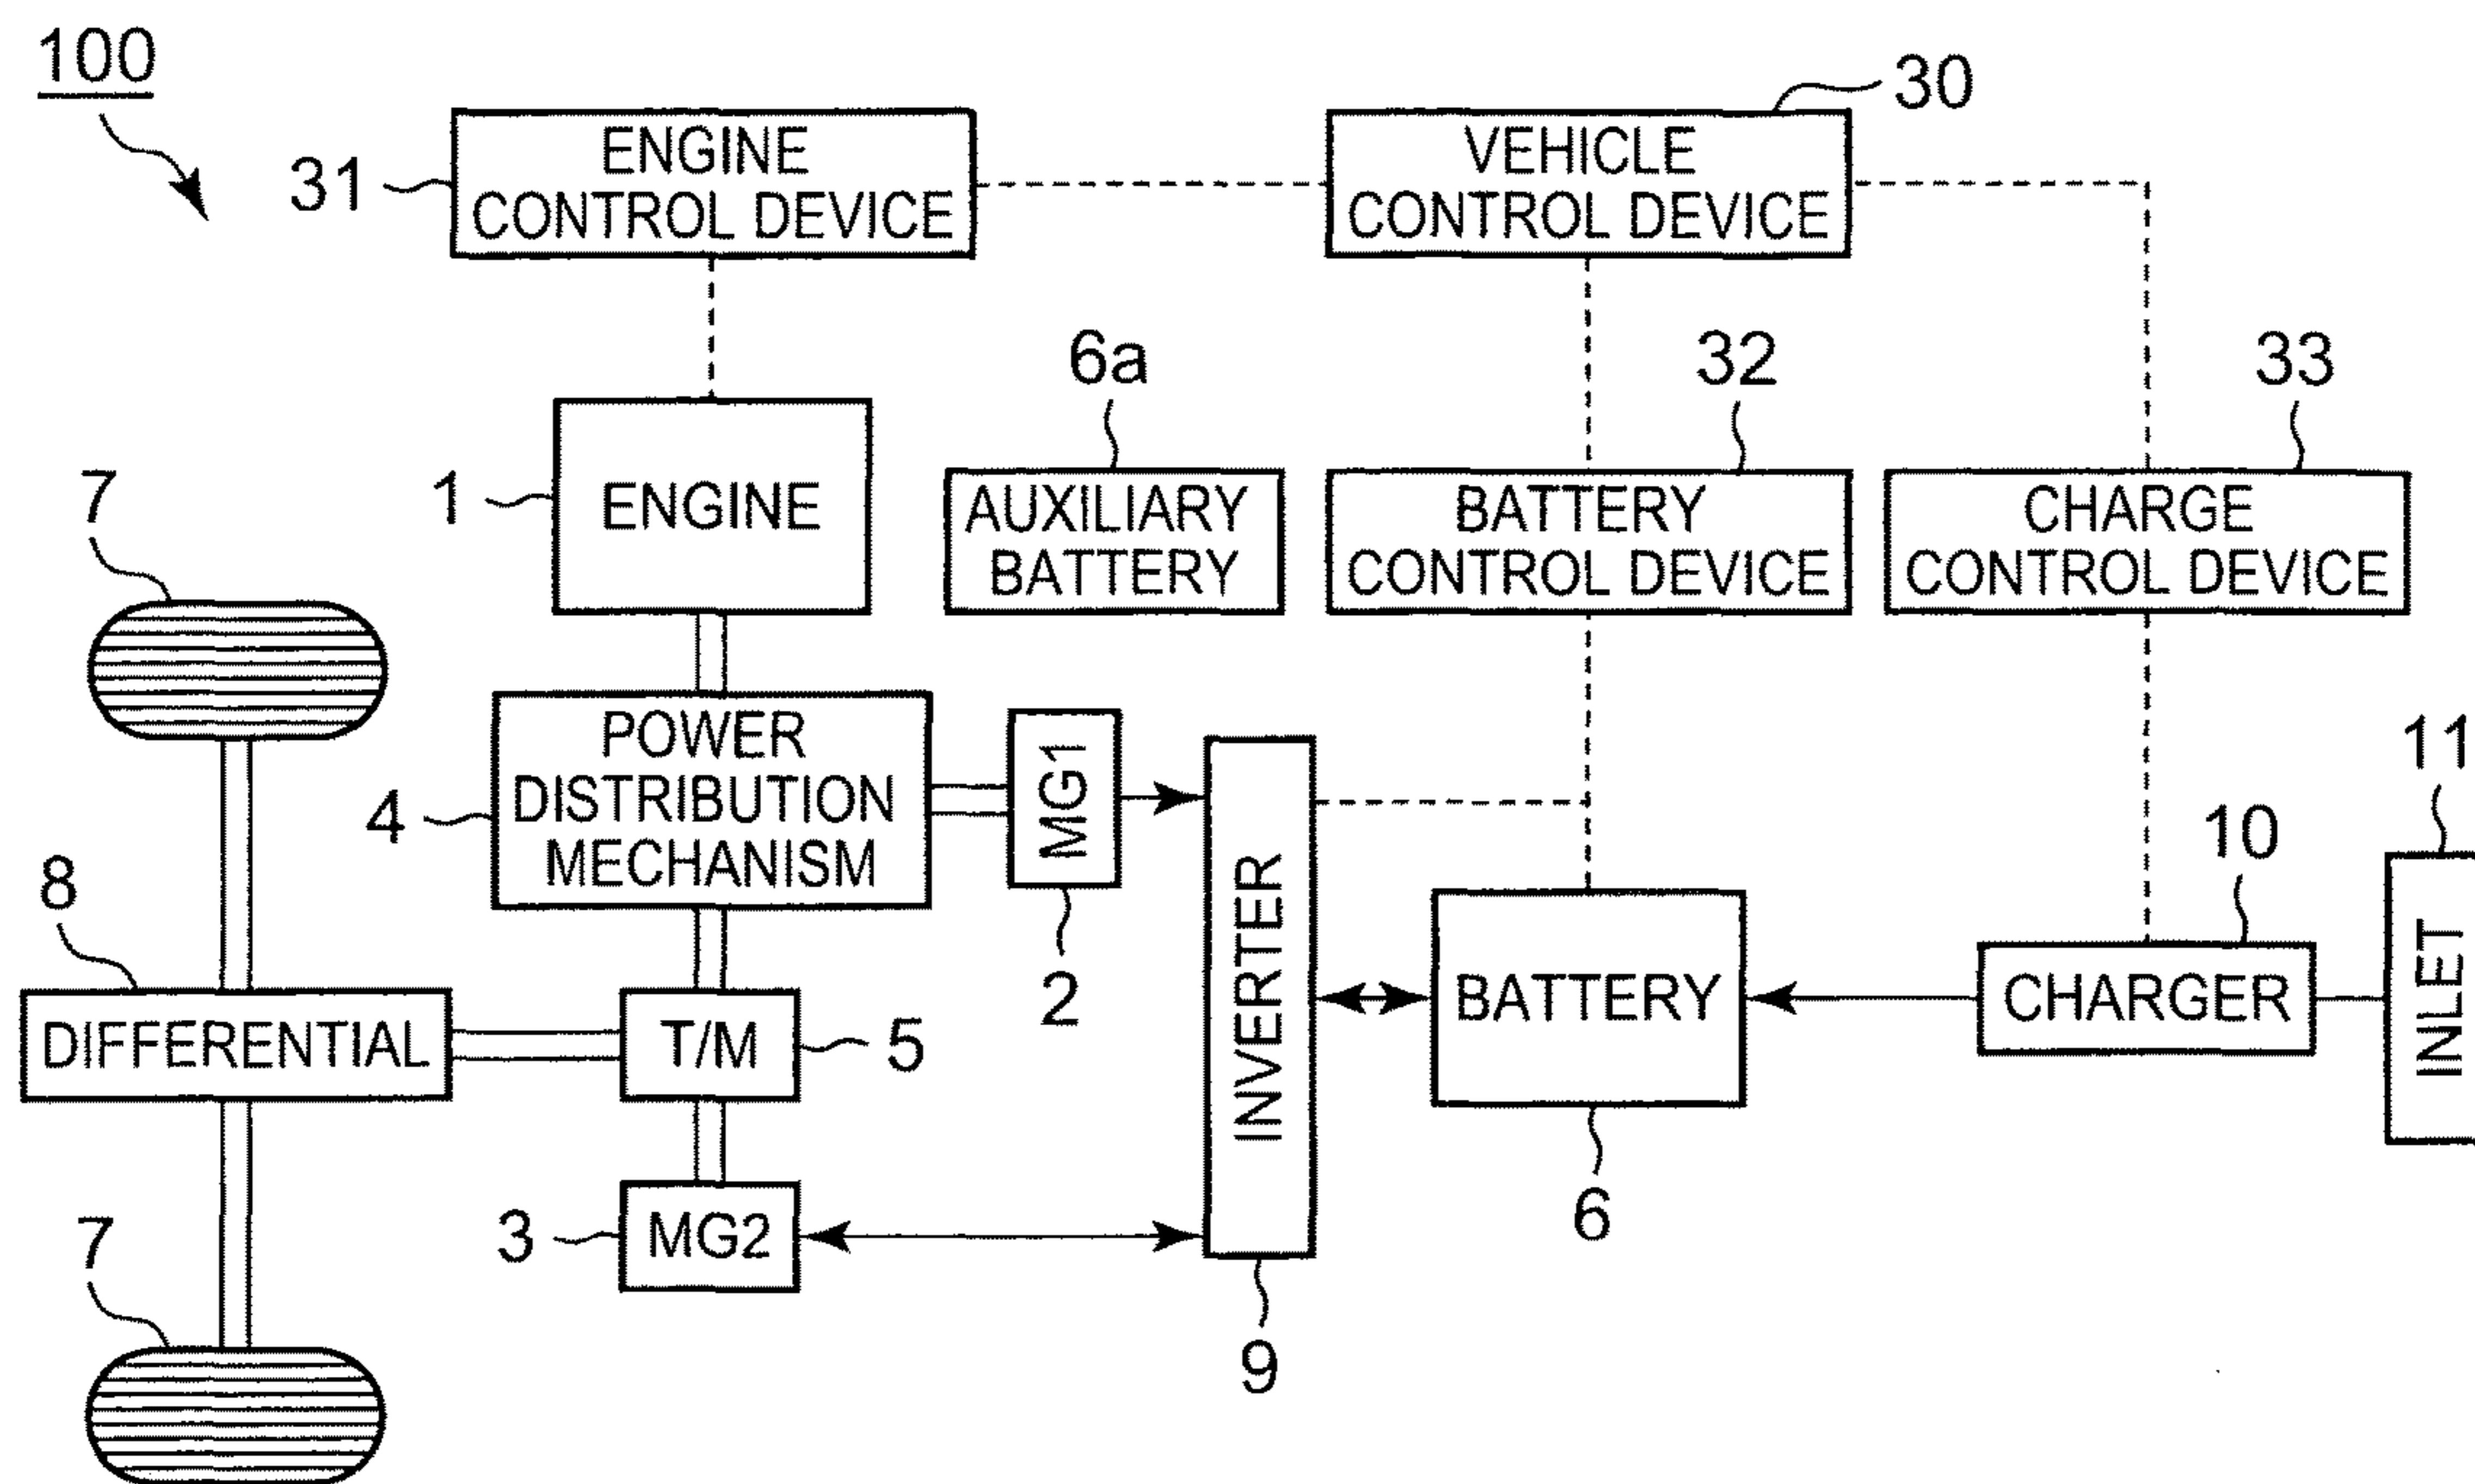 100
30
31
ENGINE
CONTROL DEVICE
VEHICLE
CONTROL DEVICE
6a
32
33
7
1
ENGINE
AUXILIARY
BATTERY
BATTERY
CONTROL DEVICE
CHARGE
CONTROL DEVICE
POWER
DISTRIBUTION
MECHANISM
4
MG1
2
11
10
8
DIFFERENTIAL
T/M
5
INVERTER
BATTERY
CHARGER
INLET
6
3
MG2
7
9